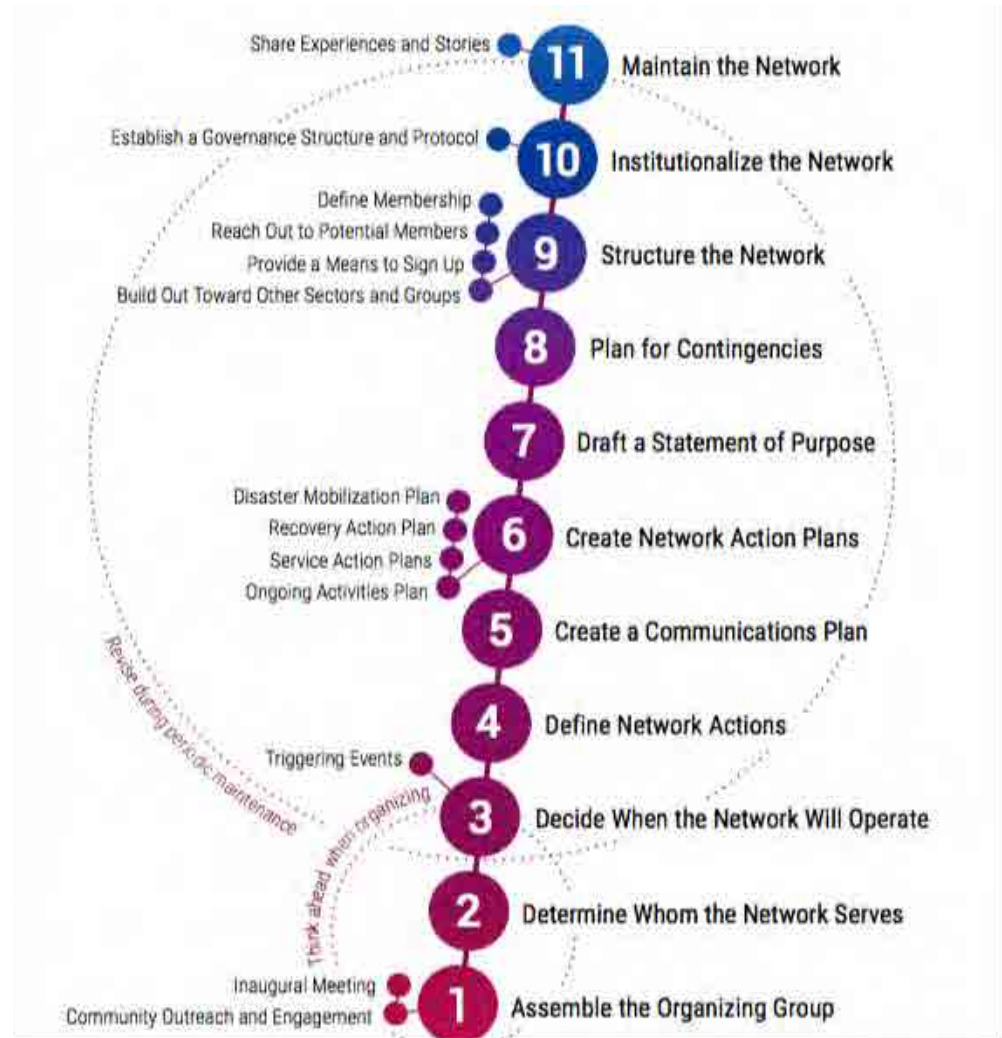 Share Experiences and Stories
11
Maintain the Network
Establish a Governance Structure and Protocol
10
Institutionalize the Network
Define Membership
Reach Out to Potential Members
Provide a Means to Sign Up
Build Out Toward Other Sectors and Groups
9
Structure the Network
8
Plan for Contingencies
7
Draft a Statement of Purpose
Disaster Mobilization Plan
Recovery Action Plan
Service Action Plans
Ongoing Activities Plan
6
Create Network Action Plans
5
Create a Communications Plan
Revise during periodic maintenance
4
Define Network Actions
Triggering Events
3
Decide When the Network Will Operate
Think ahead when organizing
2
Determine Whom the Network Serves
Inaugural Meeting
Community Outreach and Engagement
1
Assemble the Organizing Group